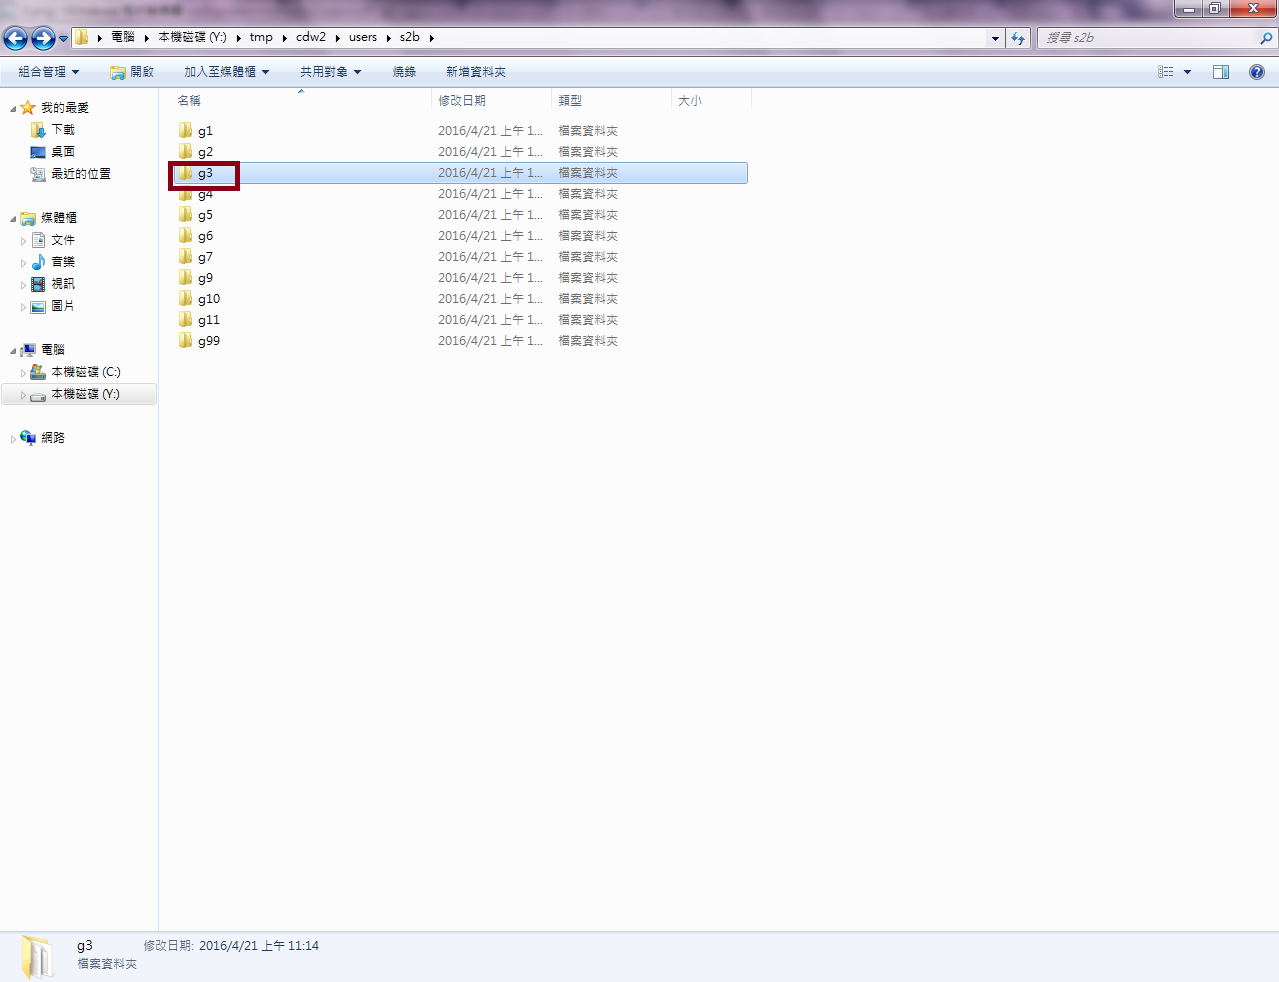 電腦 本機磁碟 (Y:) tmp cdw2 users s2b 搜尋 s2b
組合管理 開啟 加入至媒體櫃 共用對象 燒錄 新增資料夾
我的最愛
下載
桌面
最近的位置
媒體櫃
文件
音樂
視訊
圖片
電腦
本機磁碟 (C:)
本機磁碟 (Y:)
網路
名稱 修改日期 類型 大小
g1 2016/4/21 上午 1... 檔案資料夾
g2 2016/4/21 上午 1... 檔案資料夾
g3 2016/4/21 上午 1... 檔案資料夾
g4 2016/4/21 上午 1... 檔案資料夾
g5 2016/4/21 上午 1... 檔案資料夾
g6 2016/4/21 上午 1... 檔案資料夾
g7 2016/4/21 上午 1... 檔案資料夾
g9 2016/4/21 上午 1... 檔案資料夾
g10 2016/4/21 上午 1... 檔案資料夾
g11 2016/4/21 上午 1... 檔案資料夾
g99 2016/4/21 上午 1... 檔案資料夾
g3 修改日期: 2016/4/21 上午 11:14
檔案資料夾